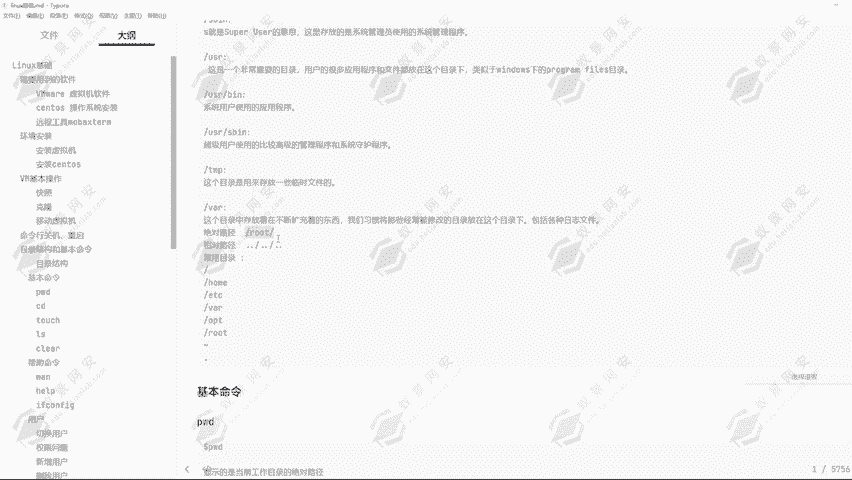 linux基础.md - Typora
文件(F) 编辑(E) 段落(P) 格式(O) 视图(V) 主题(T) 帮助(H)
文件 大纲
Linux基础
需要用到的软件
VMware 虚拟机软件
centos 操作系统安装
远程工具mobaxterm
环境安装
安装虚拟机
安装centos
VM基本操作
快照
克隆
移动虚拟机
命令行关机,重启
目录结构和基本命令
目录结构
基本命令
pwd
cd
touch
ls
clear
帮助命令
man
help
ifconfig
用户
切换用户
权限问题
新增用户
删除用户
/sbin:
s就是Super User的意思,这里存放的是系统管理员使用的系统管理程序。
/usr:
这是一个非常重要的目录,用户的很多应用程序和文件都放在这个目录下,类似于windows下的program files目录。
/usr/bin:
系统用户使用的应用程序。
/usr/sbin:
超级用户使用的比较高级的管理程序和系统守护程序。
/tmp:
这个目录是用来存放一些临时文件的。
/var:
这个目录中存放着在不断扩充着的东西,我们习惯将那些经常被修改的目录放在这个目录下。包括各种日志文件。
绝对路径 /root/
相对路径 ../../..
常用目录 :
/
/home
/etc
/var
/opt
/root
~
.
基本命令
pwd
$pwd
显示的是当前工作目录的绝对路径
1 / 5756